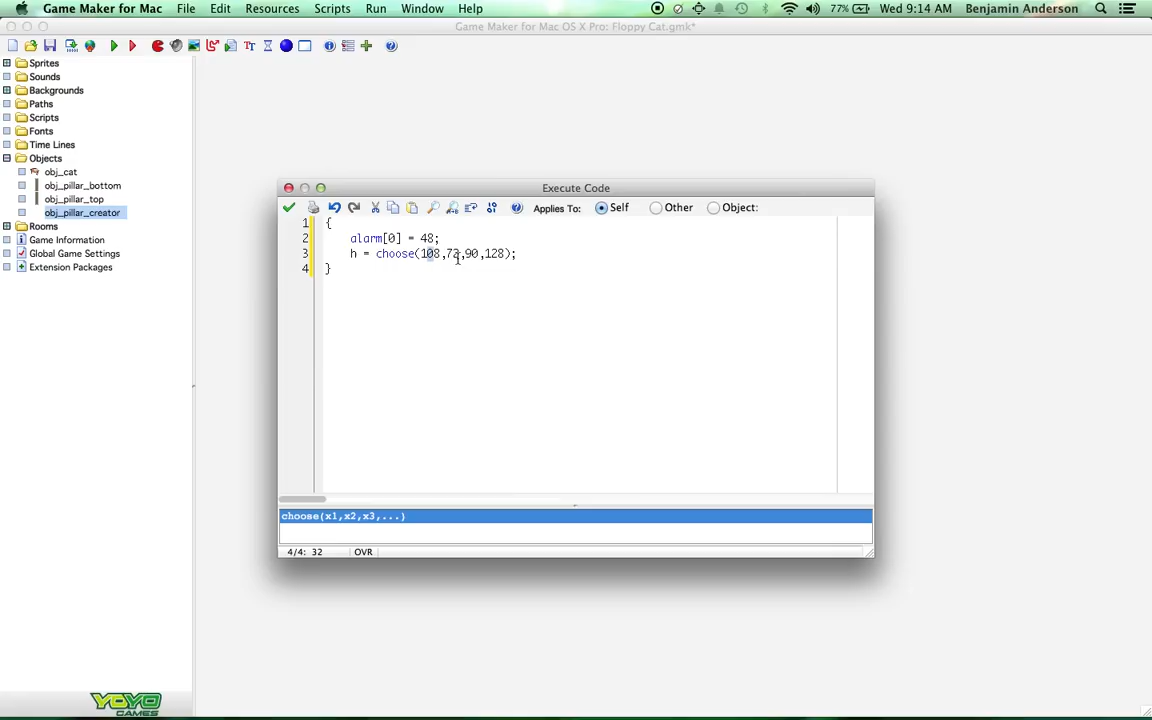 Game Maker for Mac File Edit Resources Scripts Run Window Help 77% Wed 9:14 AM Benjamin Anderson
Game Maker for Mac OS X Pro: Floppy Cat.gmk*
Sprites
Sounds
Backgrounds
Paths
Scripts
Fonts
Time Lines
Objects
obj_cat
obj_pillar_bottom
obj_pillar_top
obj_pillar_creator
Rooms
Game Information
Global Game Settings
Extension Packages
Execute Code
Applies To: Self Other Object:
1 {
2 alarm[0] = 48;
3 h = choose(108,72,90,128);
4 }
choose(x1,x2,x3,...)
4/4: 32 OVR
YOYO
GAMES